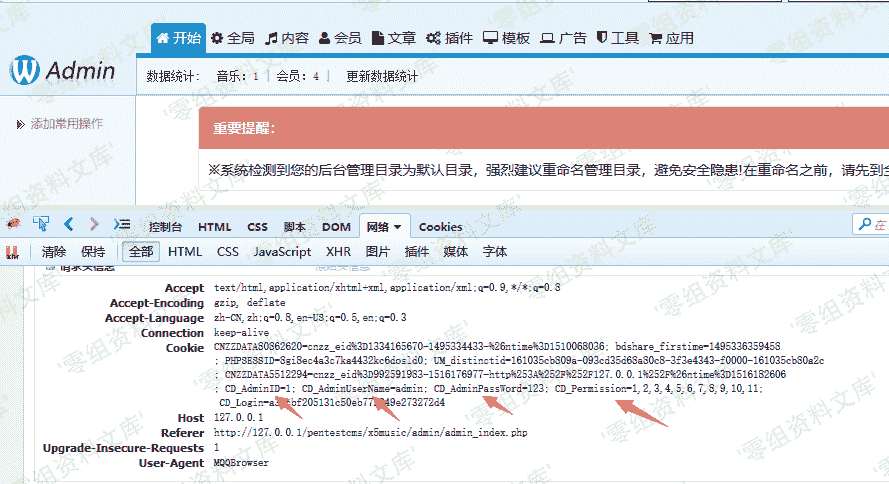 开始 全局 内容 会员 文章 插件 模板 广告 工具 应用
Admin
数据统计： 音乐：1 | 会员：4 | 更新数据统计
添加常用操作
重要提醒：
※系统检测到您的后台管理目录为默认目录，强烈建议重命名管理目录，避免安全隐患!在重命名之前，请先到全
控制台 HTML CSS 脚本 DOM 网络 Cookies
在
清除 保持 全部 HTML CSS JavaScript XHR 图片 插件 媒体 字体
请求头信息 原始头信息
Accept text/html,application/xhtml+xml,application/xml;q=0.9,*/*;q=0.8
Accept-Encoding gzip, deflate
Accept-Language zh-CN,zh;q=0.8,en-US;q=0.5,en;q=0.3
Connection keep-alive
Cookie CNZZDATA80862620=cnzz_eid%3D1334165670-1495334433-%26ntime%3D1510068036; bdshare_firstime=1495335359458
; PHPSESSID=8gi8ec4a3c7ka4432kc6dosld0; UM_distinctid=161035cb809a-093cd35d68a80c8-3f3e4343-f0000-161035cb80a2c
; CNZZDATA5512294=cnzz_eid%3D992591983-1516176977-http%253A%252F%252F127.0.0.1%252F%26ntime%3D1516182606
; CD_AdminID=1; CD_AdminUserName=admin; CD_AdminPassWord=123; CD_Permission=1,2,3,4,5,6,7,8,9,10,11;
Host 127.0.0.1
Referer http://127.0.0.1/pentestcms/x5music/admin/admin_index.php
Upgrade-Insecure-Requests 1
User-Agent MQQBrowser
'零组资料文库'